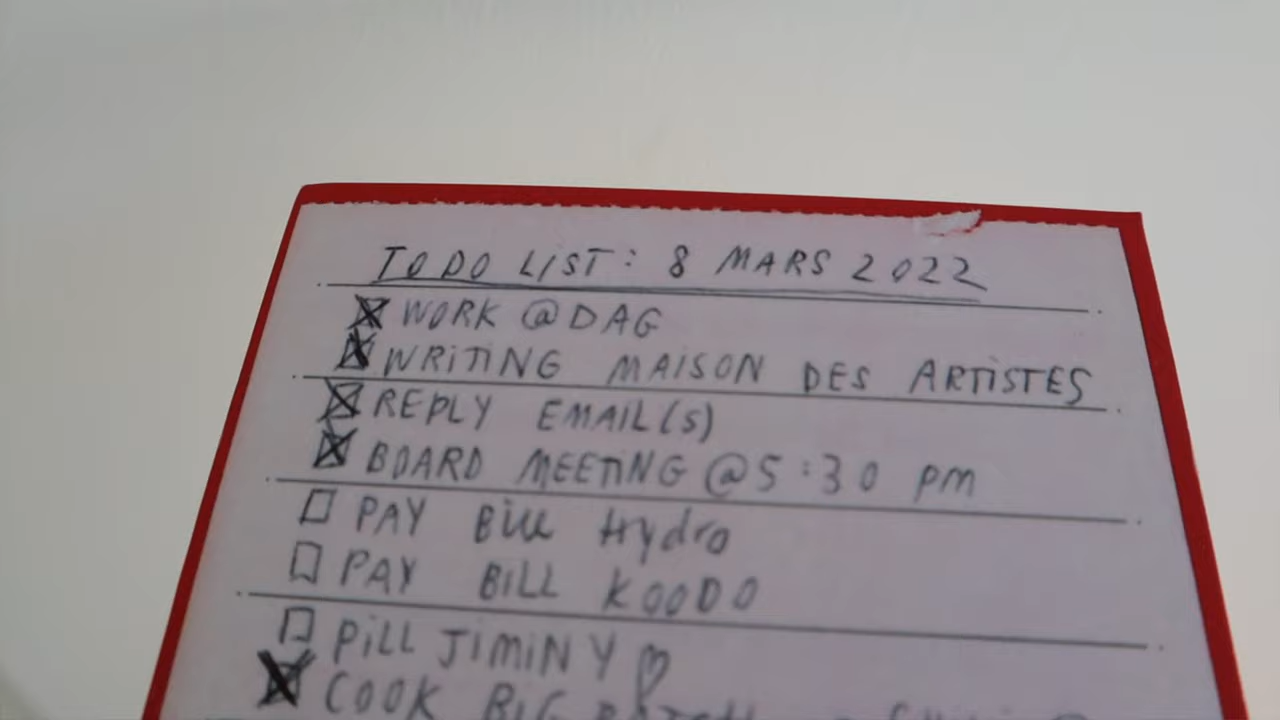 TODO LIST: 8 MARS 2022
WORK @DAG
WRITING MAISON DES ARTISTES
REPLY EMAIL(S)
BOARD MEETING @5:30 PM
PAY Bill Hydro
PAY BILL KOODO
PILL JIMINY
COOK BIG